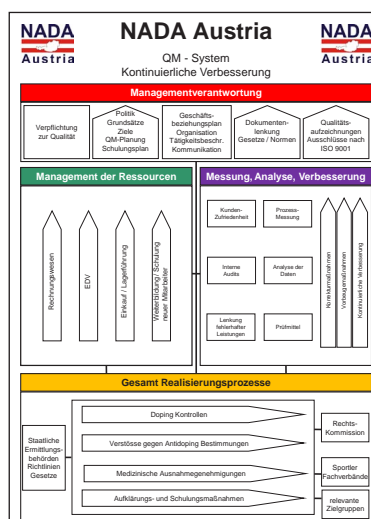 NADA
Austria
NADA Austria
QM - System
Kontinuierliche Verbesserung
NADA
Austria
Managementverantwortung
Verpflichtung
zur Qualität
Politik
Grundsätze
Ziele
QM-Planung
Schulungsplan
Geschäfts-
beziehungsplan
Organisation
Tätigkeitsbeschr.
Kommunikation
Dokumenten-
lenkung
Gesetze / Normen
Qualitäts-
aufzeichnungen
Ausschlüsse nach
ISO 9001
Management der Ressourcen
Rechnungswesen
EDV
Einkauf / Lagerführung
Weiterbildung / Schulung
neuer Mitarbeiter
Messung, Analyse, Verbesserung
Kunden-
Zufriedenheit
Prozess-
Messung
Interne
Audits
Analyse der
Daten
Lenkung
fehlerhafter
Leistungen
Prüfmittel
Korrekturmaßnahmen
Vorbeugemaßnahmen
Kontinuierliche Verbesserung
Gesamt Realisierungsprozesse
Staatliche
Ermittlungs-
behörden
Richtlinien
Gesetze
Doping Kontrollen
Verstösse gegen Antidoping Bestimmungen
Medizinische Ausnahmegenehmigungen
Aufklärungs- und Schulungsmaßnahmen
Rechts-
Kommission
Sportler
Fachverbände
relevante
Zielgruppen